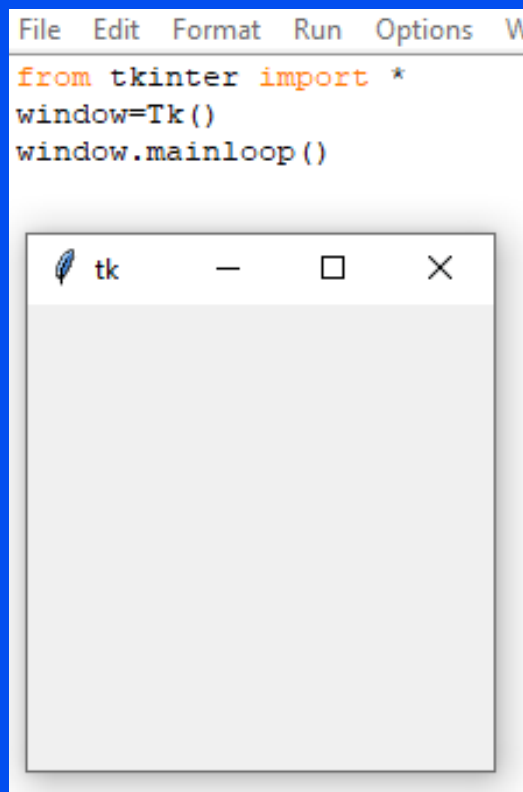 File Edit Format Run Options W
from tkinter import *
window=Tk()
window.mainloop()
tk